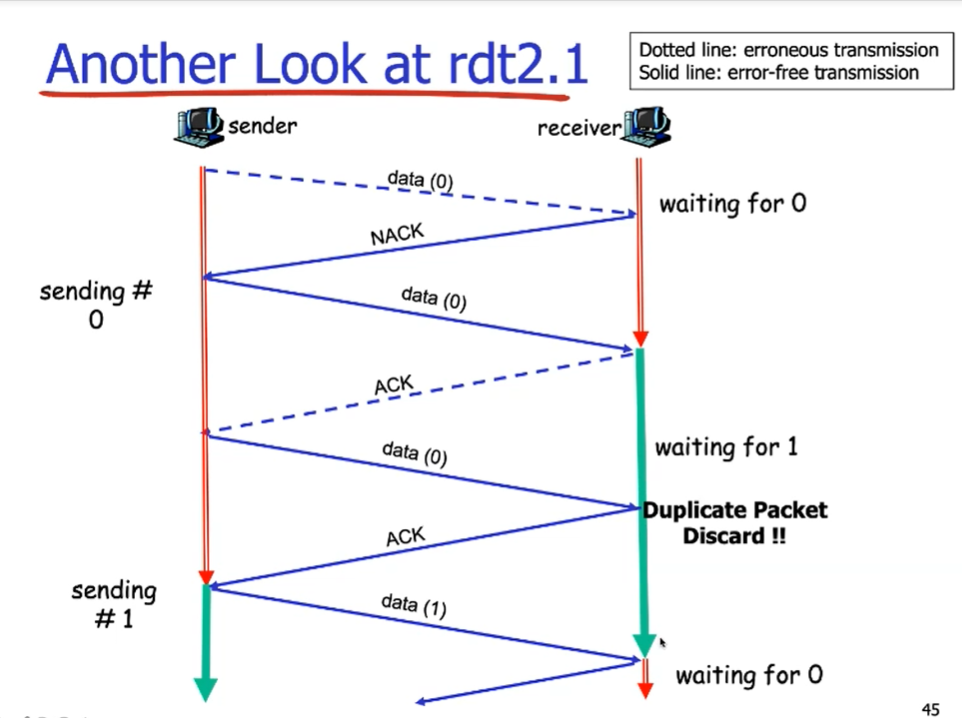 Another Look at rdt2.1
Dotted line: erroneous transmission
Solid line: error-free transmission
sender
receiver
data (0)
waiting for 0
NACK
sending #
0
data (0)
ACK
waiting for 1
data (0)
Duplicate Packet
Discard !!
ACK
sending
# 1
data (1)
waiting for 0
45